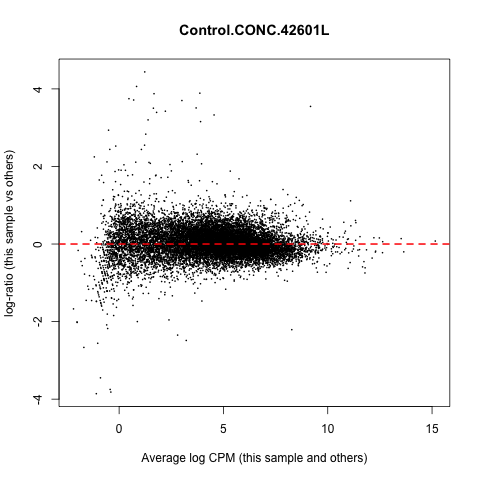 Control.CONC.42601L
log-ratio (this sample vs others)
4
2
0
-2
-4
0 5 10 15
Average log CPM (this sample and others)